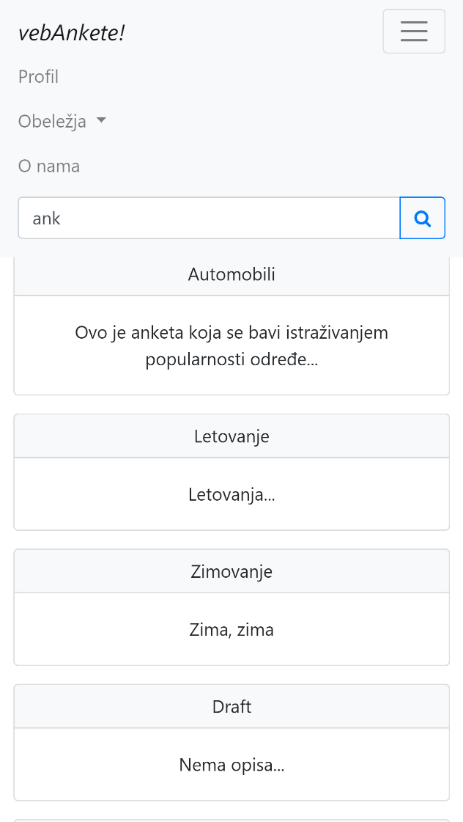 vebAnkete!
Profil
Obeležja
O nama
ank
Automobili
Ovo je anketa koja se bavi istraživanjem
popularnosti određe...
Letovanje
Letovanja...
Zimovanje
Zima, zima
Draft
Nema opisa...